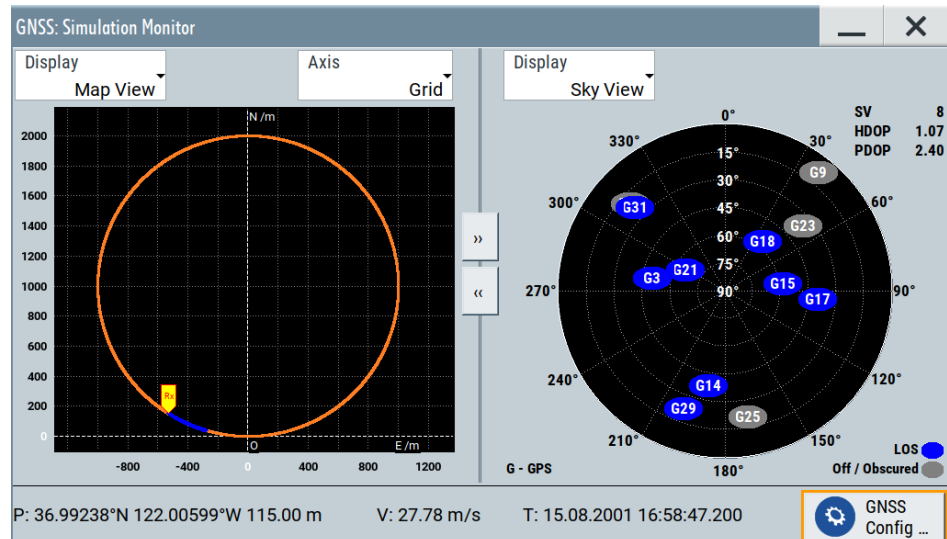 GNSS: Simulation Monitor
Display
Map View
Axis
Grid
N /m
2000
1800
1600
1400
1200
1000
800
600
400
200
0
Rx
0
E /m
-800 -400 0 400 800 1200
»
«
Display
Sky View
SV 8
HDOP 1.07
PDOP 2.40
0°
330° 30°
15°
G9
30°
300° 60°
G31
45°
G23
60°
G18
75°
G21
G3
G15
270° 90° 90°
G17
240° 120°
G14
G29
G25
210° 150°
180°
G - GPS
LOS
Off / Obscured
P: 36.99238°N 122.00599°W 115.00 m V: 27.78 m/s T: 15.08.2001 16:58:47.200
GNSS
Config ...